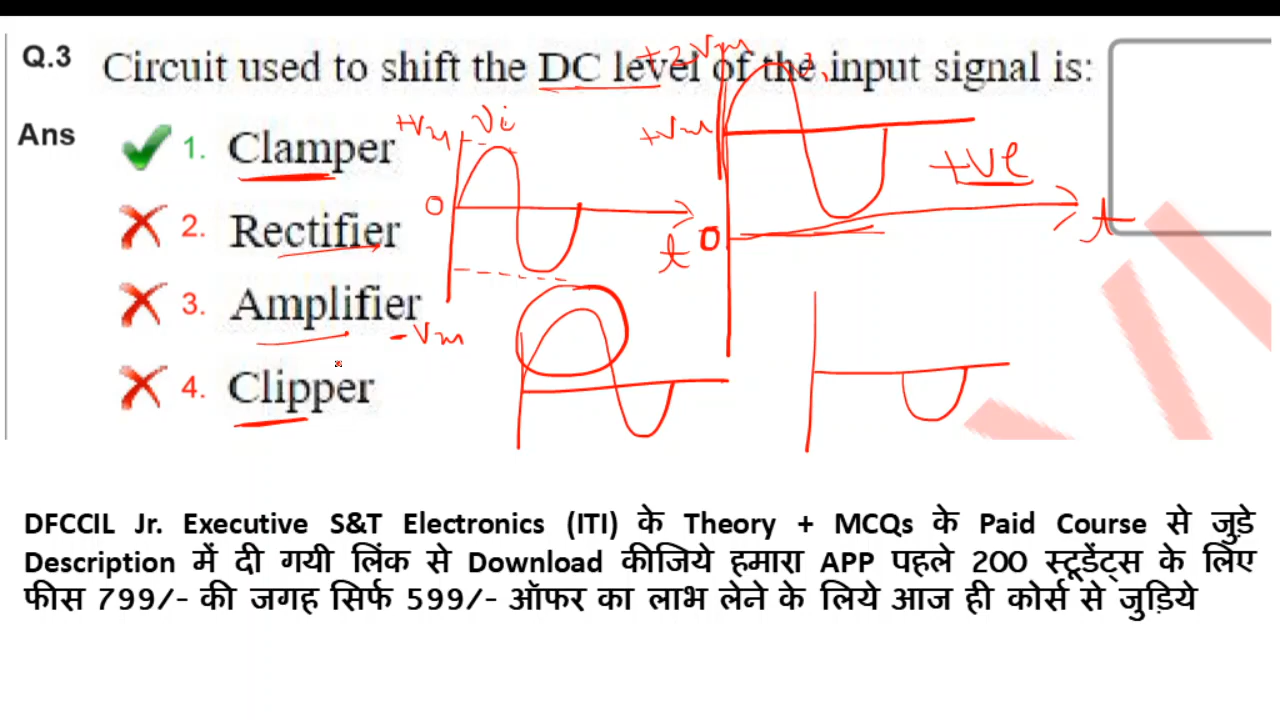 Q.3 Circuit used to shift the DC level of the input signal is:
Ans
1. Clamper
2. Rectifier
3. Amplifier
4. Clipper
+Vm Vi
0
t
-Vm
+2Vm
+Vm
+ve
0
t
DFCCIL Jr. Executive S&T Electronics (ITI) के Theory + MCQs के Paid Course से जुड़े
Description में दी गयी लिंक से Download कीजिये हमारा APP पहले 200 स्टूडेंट्स के लिए
फीस 799/- की जगह सिर्फ 599/- ऑफर का लाभ लेने के लिये आज ही कोर्स से जुड़िये